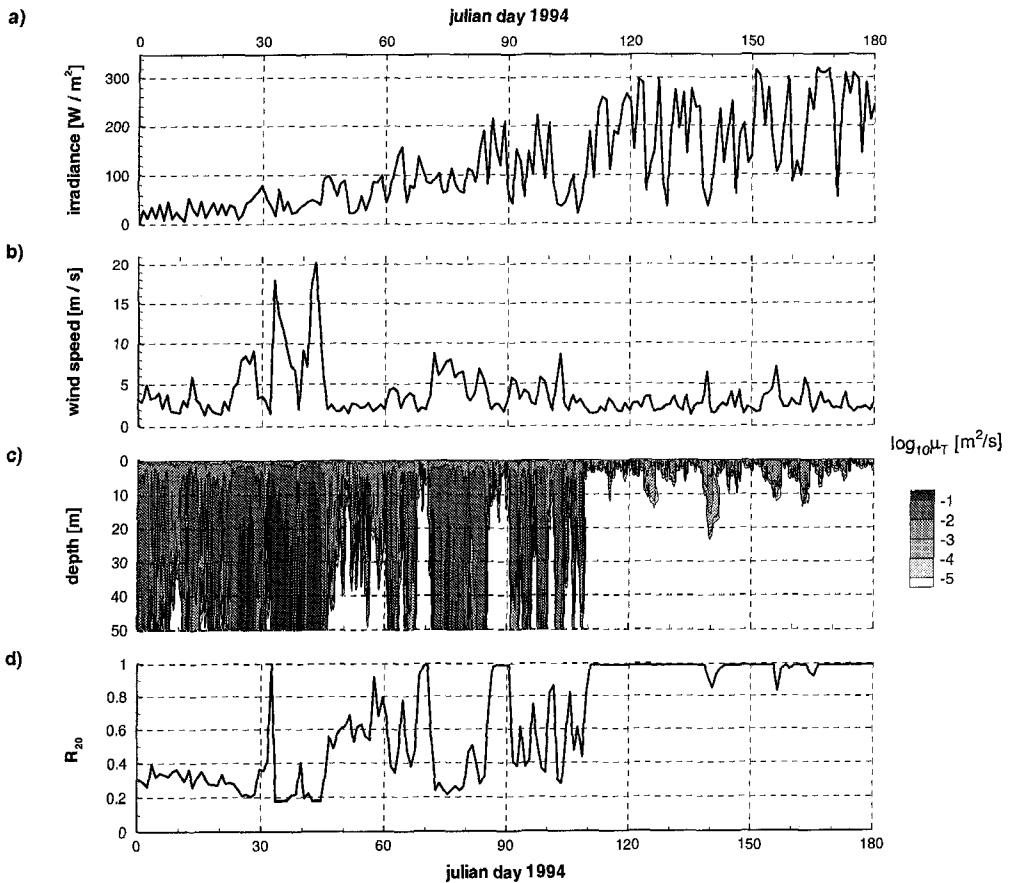 a)
julian day 1994
0 30 60 90 120 150 180
irradiance [W / m²]
300
200
100
0
b)
wind speed [m / s]
20
15
10
5
0
c)
depth [m]
0
10
20
30
40
50
log₁₀μ_T [m²/s]
-1
-2
-3
-4
-5
d)
R₂₀
1
0.8
0.6
0.4
0.2
0
0 30 60 90 120 150 180
julian day 1994